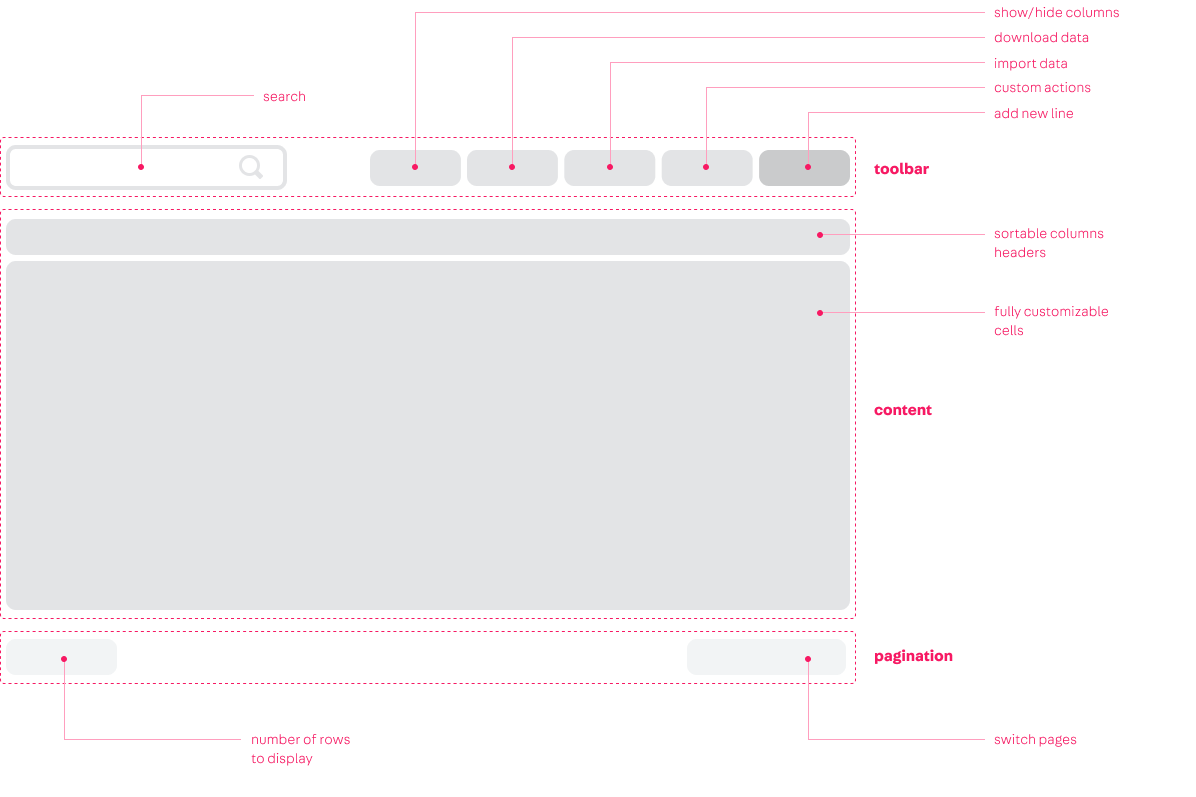 show/hide columns
download data
import data
custom actions
add new line
search
toolbar
sortable columns
headers
fully customizable
cells
content
pagination
number of rows
to display
switch pages